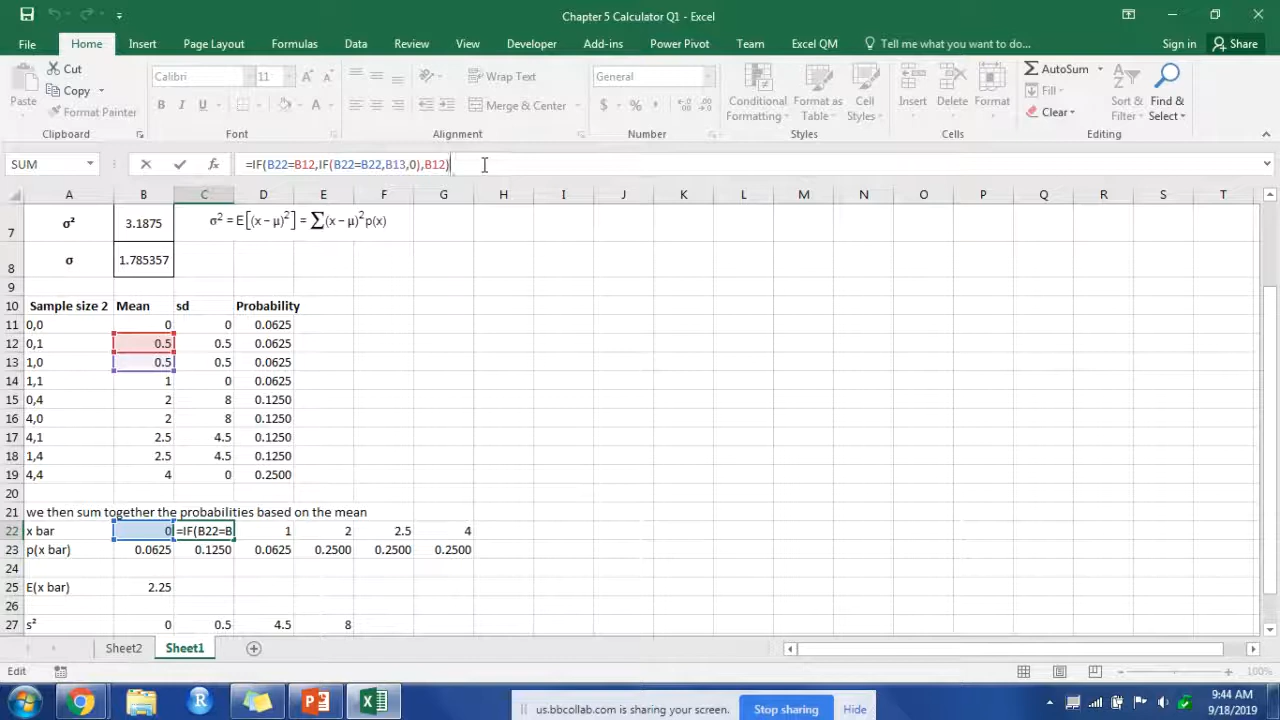 Chapter 5 Calculator Q1 - Excel
File Home Insert Page Layout Formulas Data Review View Developer Add-ins Power Pivot Team Excel QM Tell me what you want to do... Sign in Share
Paste Cut Copy Format Painter
Calibri 11
B I U A
Wrap Text
Merge & Center
General
$ % ,
Conditional Formatting Format as Table Cell Styles
Insert Delete Format
AutoSum Fill Clear
Sort & Filter Find & Select
Clipboard Font Alignment Number Styles Cells Editing
SUM fx =IF(B22=B12,IF(B22=B22,B13,0),B12)
A B C D E F G H I J K L M N O P Q R S T
7 σ² 3.1875 σ² = E[(x − μ)²] = ∑(x − μ)²p(x)
8 σ 1.785357
9
10 Sample size 2 Mean sd Probability
11 0,0 0 0 0.0625
12 0,1 0.5 0.5 0.0625
13 1,0 0.5 0.5 0.0625
14 1,1 1 0 0.0625
15 0,4 2 8 0.1250
16 4,0 2 8 0.1250
17 4,1 2.5 4.5 0.1250
18 1,4 2.5 4.5 0.1250
19 4,4 4 0 0.2500
20
21 we then sum together the probabilities based on the mean
22 x bar 0 =IF(B22=B 1 2 2.5 4
23 p(x bar) 0.0625 0.1250 0.0625 0.2500 0.2500 0.2500
24
25 E(x bar) 2.25
26
27 s² 0 0.5 4.5 8
Sheet2 Sheet1
Edit 100%
us.bbcollab.com is sharing your screen. Stop sharing Hide
9:44 AM
9/18/2019